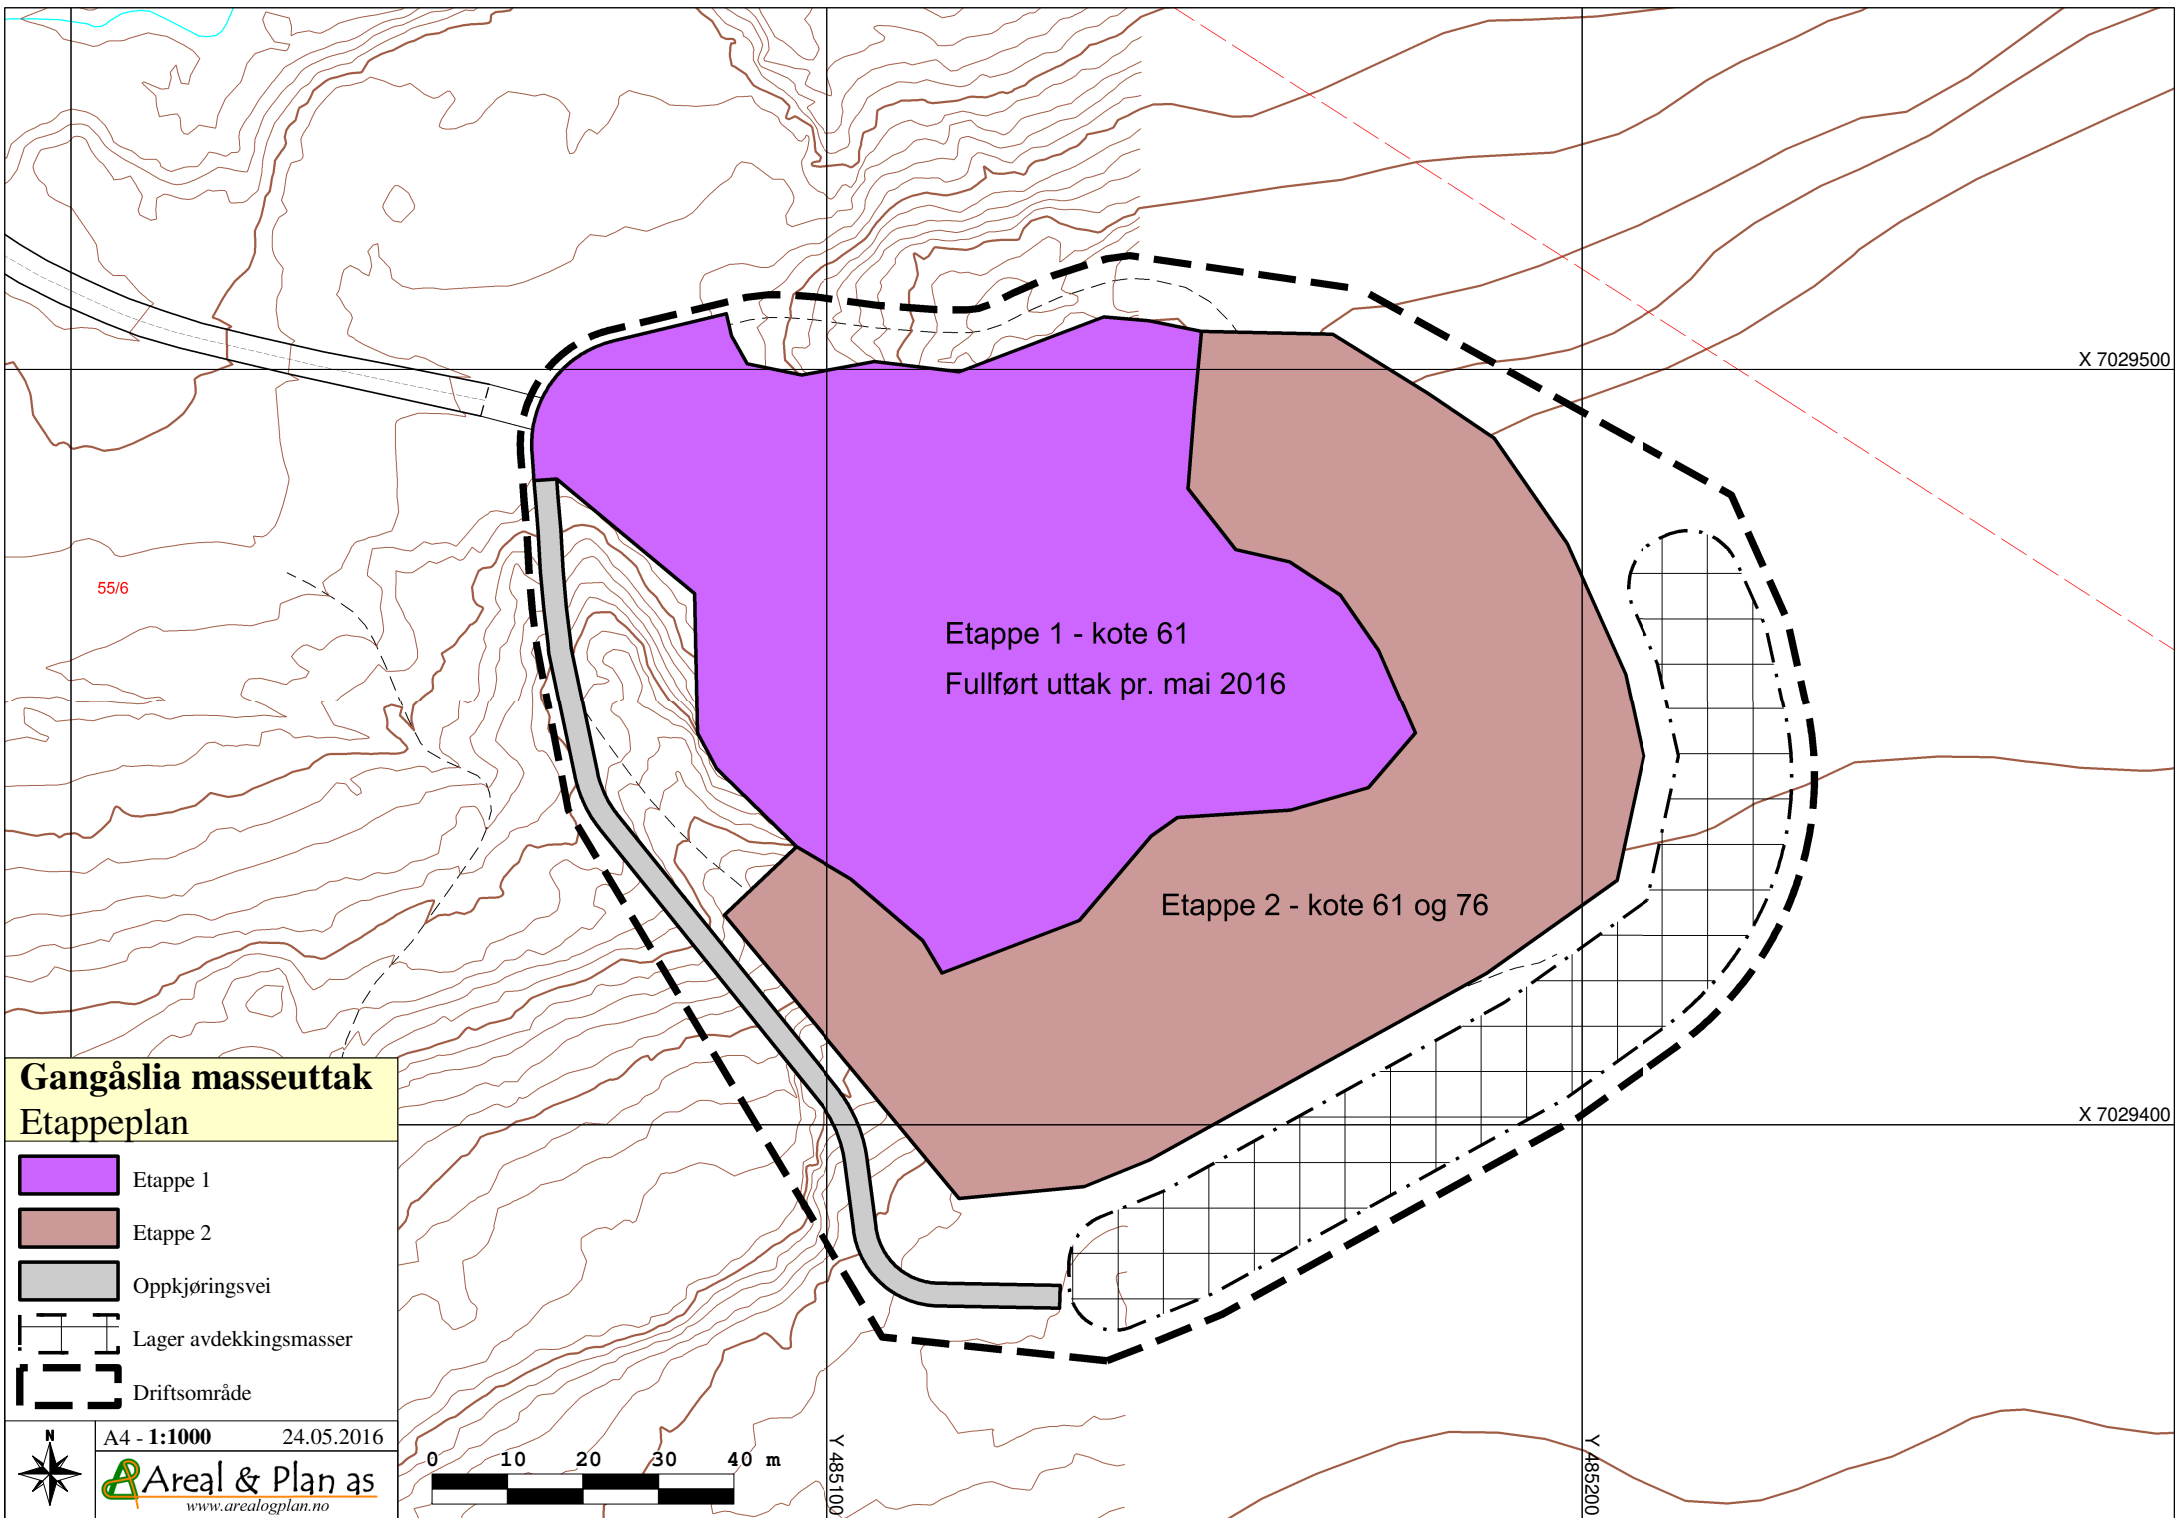 X 7029500
55/6
Etappe 1 - kote 61
Fullført uttak pr. mai 2016
Etappe 2 - kote 61 og 76
X 7029400
Gangåslia masseuttak
Etappeplan
Etappe 1
Etappe 2
Oppkjøringsvei
Lager avdekkingsmasser
Driftsområde
N
A4 - 1:1000 24.05.2016
Areal & Plan as
www.arealogplan.no
0 10 20 30 40 m
Y 485100
Y 485200